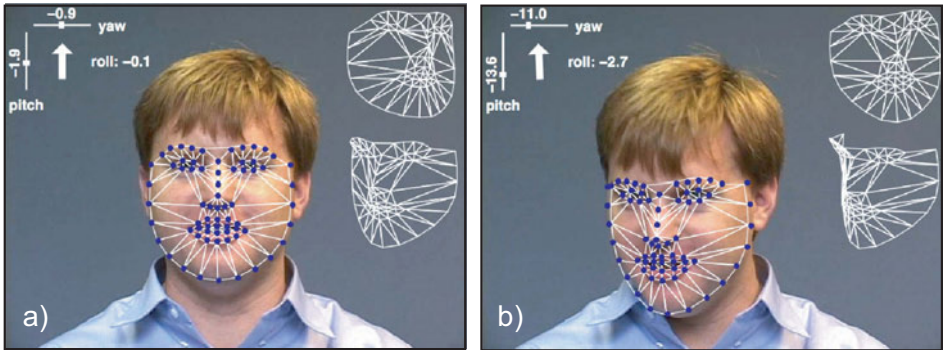 −0.9
yaw
−1.9
roll: −0.1
pitch
a)
−11.0
yaw
−13.6
roll: −2.7
pitch
b)